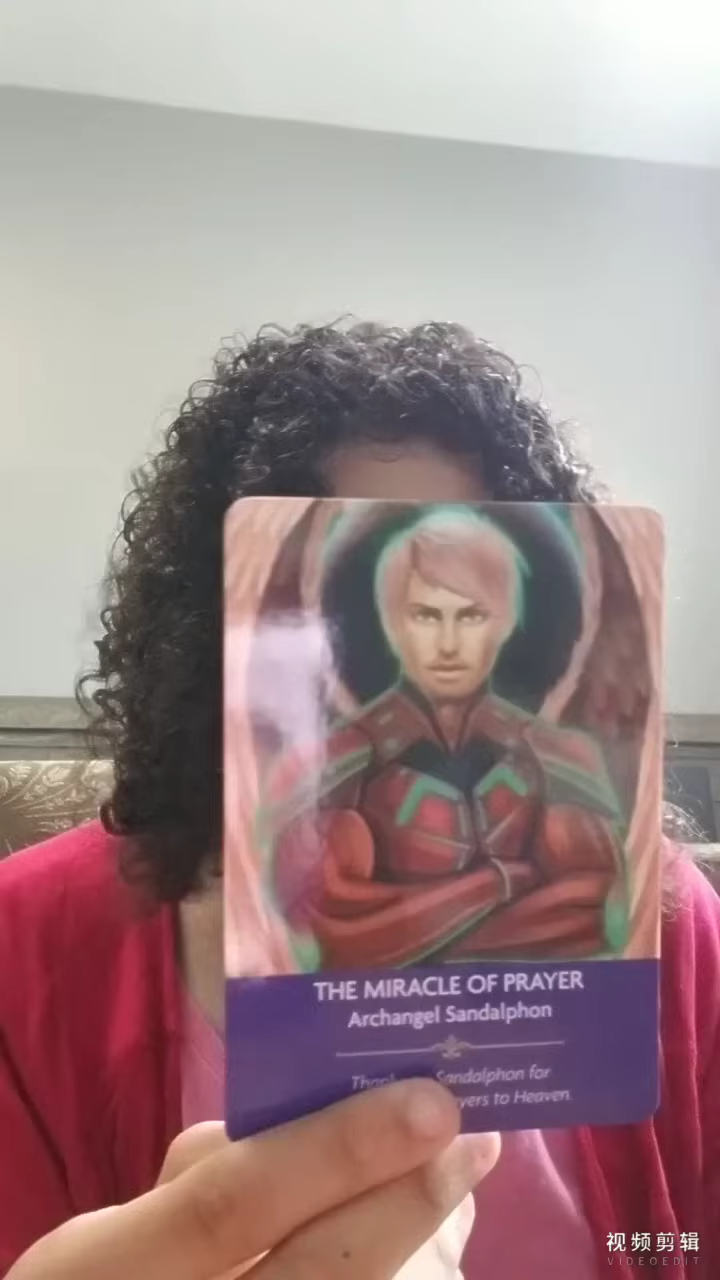 THE MIRACLE OF PRAYER
Archangel Sandalphon
Sandalphon for
to Heaven.
视频剪辑
VIDEOEDIT